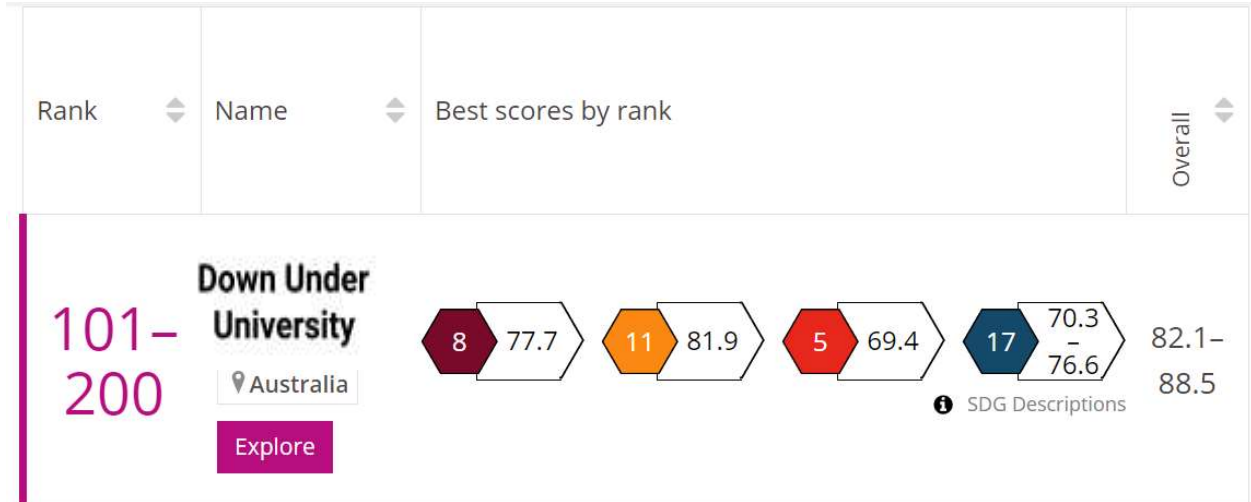 Rank
Name
Best scores by rank
Overall
101–
200
Down Under
University
Australia
Explore
8
77.7
11
81.9
5
69.4
17
70.3
–
76.6
SDG Descriptions
82.1–
88.5